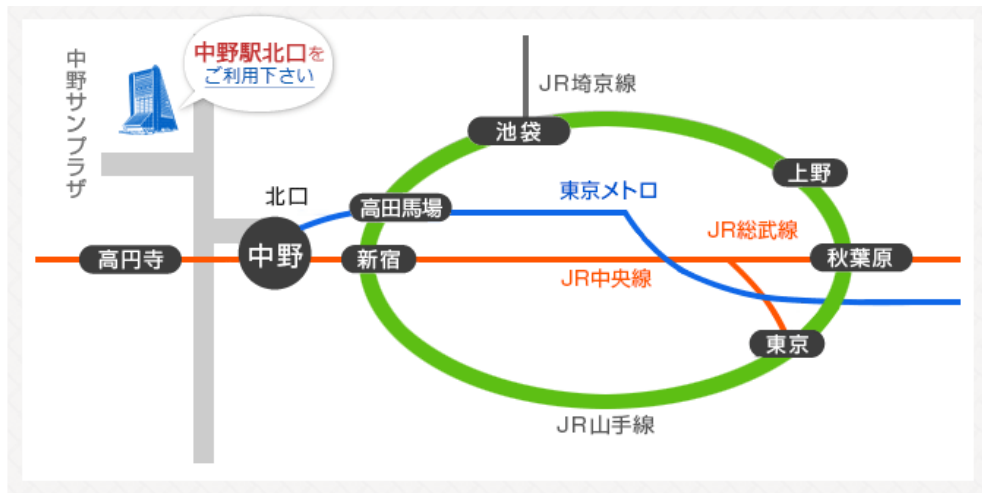 中野サンプラザ
中野駅北口を
ご利用下さい
JR埼京線
池袋
上野
北口
高田馬場
東京メトロ
JR総武線
高円寺
中野
新宿
秋葉原
JR中央線
東京
JR山手線